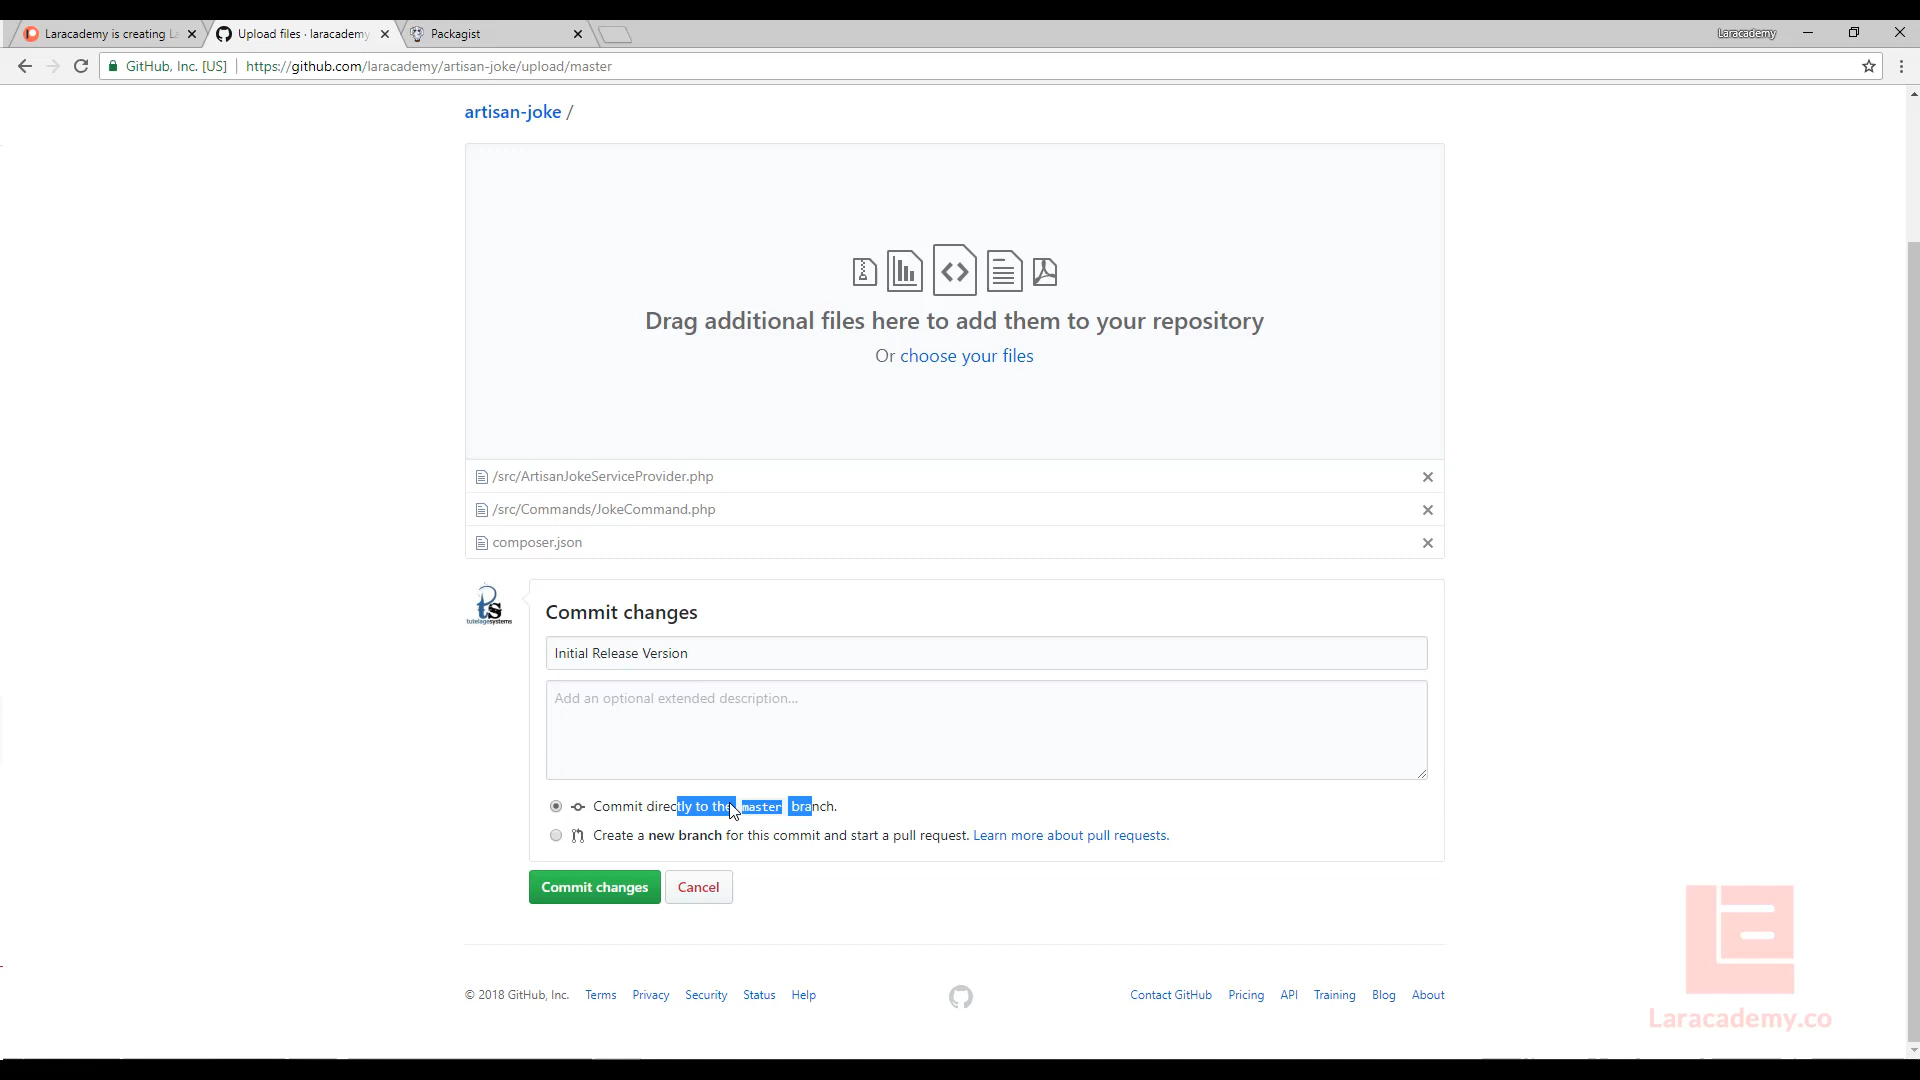 Laracademy is creating La
Upload files · laracademy
Packagist
Laracademy
GitHub, Inc. [US]
https://github.com/laracademy/artisan-joke/upload/master
artisan-joke /
Drag additional files here to add them to your repository
Or choose your files
/src/ArtisanJokeServiceProvider.php
/src/Commands/JokeCommand.php
composer.json
tutelagesystems
Commit changes
Initial Release Version
Add an optional extended description...
Commit directly to the master branch.
Create a new branch for this commit and start a pull request. Learn more about pull requests.
Commit changes
Cancel
© 2018 GitHub, Inc. Terms Privacy Security Status Help
Contact GitHub Pricing API Training Blog About
Laracademy.co